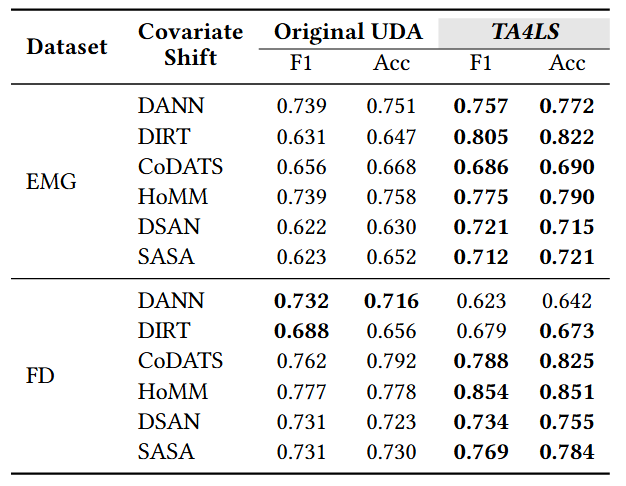 Dataset Covariate Shift Original UDA TA4LS
F1 Acc F1 Acc
EMG
DANN 0.739 0.751 0.757 0.772
DIRT 0.631 0.647 0.805 0.822
CoDATS 0.656 0.668 0.686 0.690
HoMM 0.739 0.758 0.775 0.790
DSAN 0.622 0.630 0.721 0.715
SASA 0.623 0.652 0.712 0.721
FD
DANN 0.732 0.716 0.623 0.642
DIRT 0.688 0.656 0.679 0.673
CoDATS 0.762 0.792 0.788 0.825
HoMM 0.777 0.778 0.854 0.851
DSAN 0.731 0.723 0.734 0.755
SASA 0.731 0.730 0.769 0.784